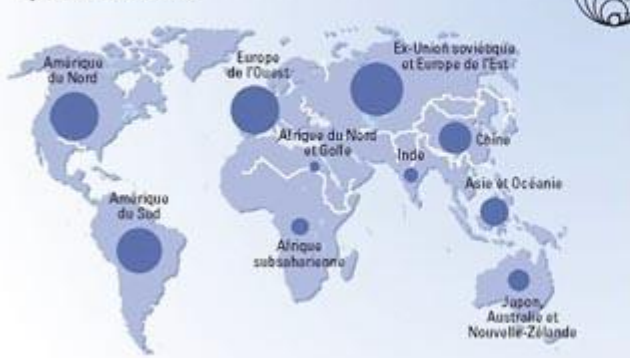 Amérique
du Nord
Europe
de l'Ouest
Ex-Union soviétique
et Europe de l'Est
Afrique du Nord
et Golfe
Inde
Chine
Asie et Océanie
Amérique
du Sud
Afrique
subsaharienne
Japon,
Australie et
Nouvelle-Zélande